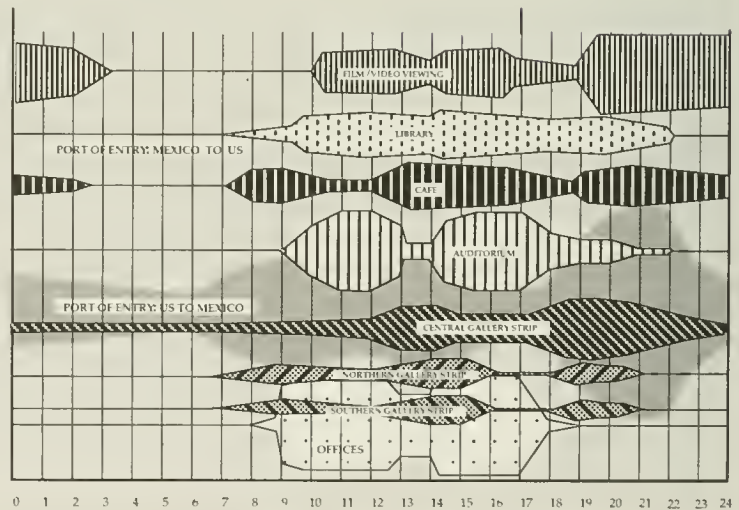 FILM/VIDEO VIEWING
LIBRARY
PORT OF ENTRY: MEXICO TO US
CAFE
AUDITORIUM
PORT OF ENTRY: US TO MEXICO
CENTRAL GALLERY STRIP
NORTHERN GALLERY STRIP
SOUTHERN GALLERY STRIP
OFFICES
0 1 2 3 4 5 6 7 8 9 10 11 12 13 14 15 16 17 18 19 20 21 22 23 24